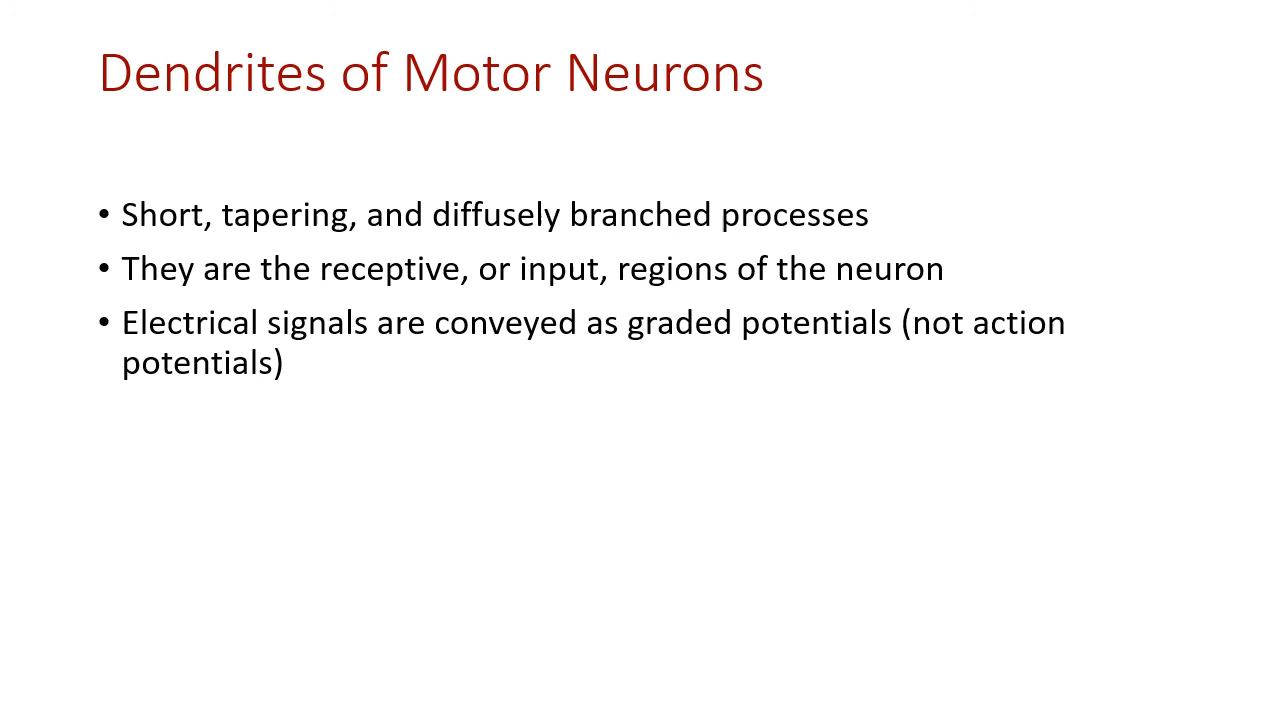 Dendrites of Motor Neurons
• Short, tapering, and diffusely branched processes
• They are the receptive, or input, regions of the neuron
• Electrical signals are conveyed as graded potentials (not action
potentials)